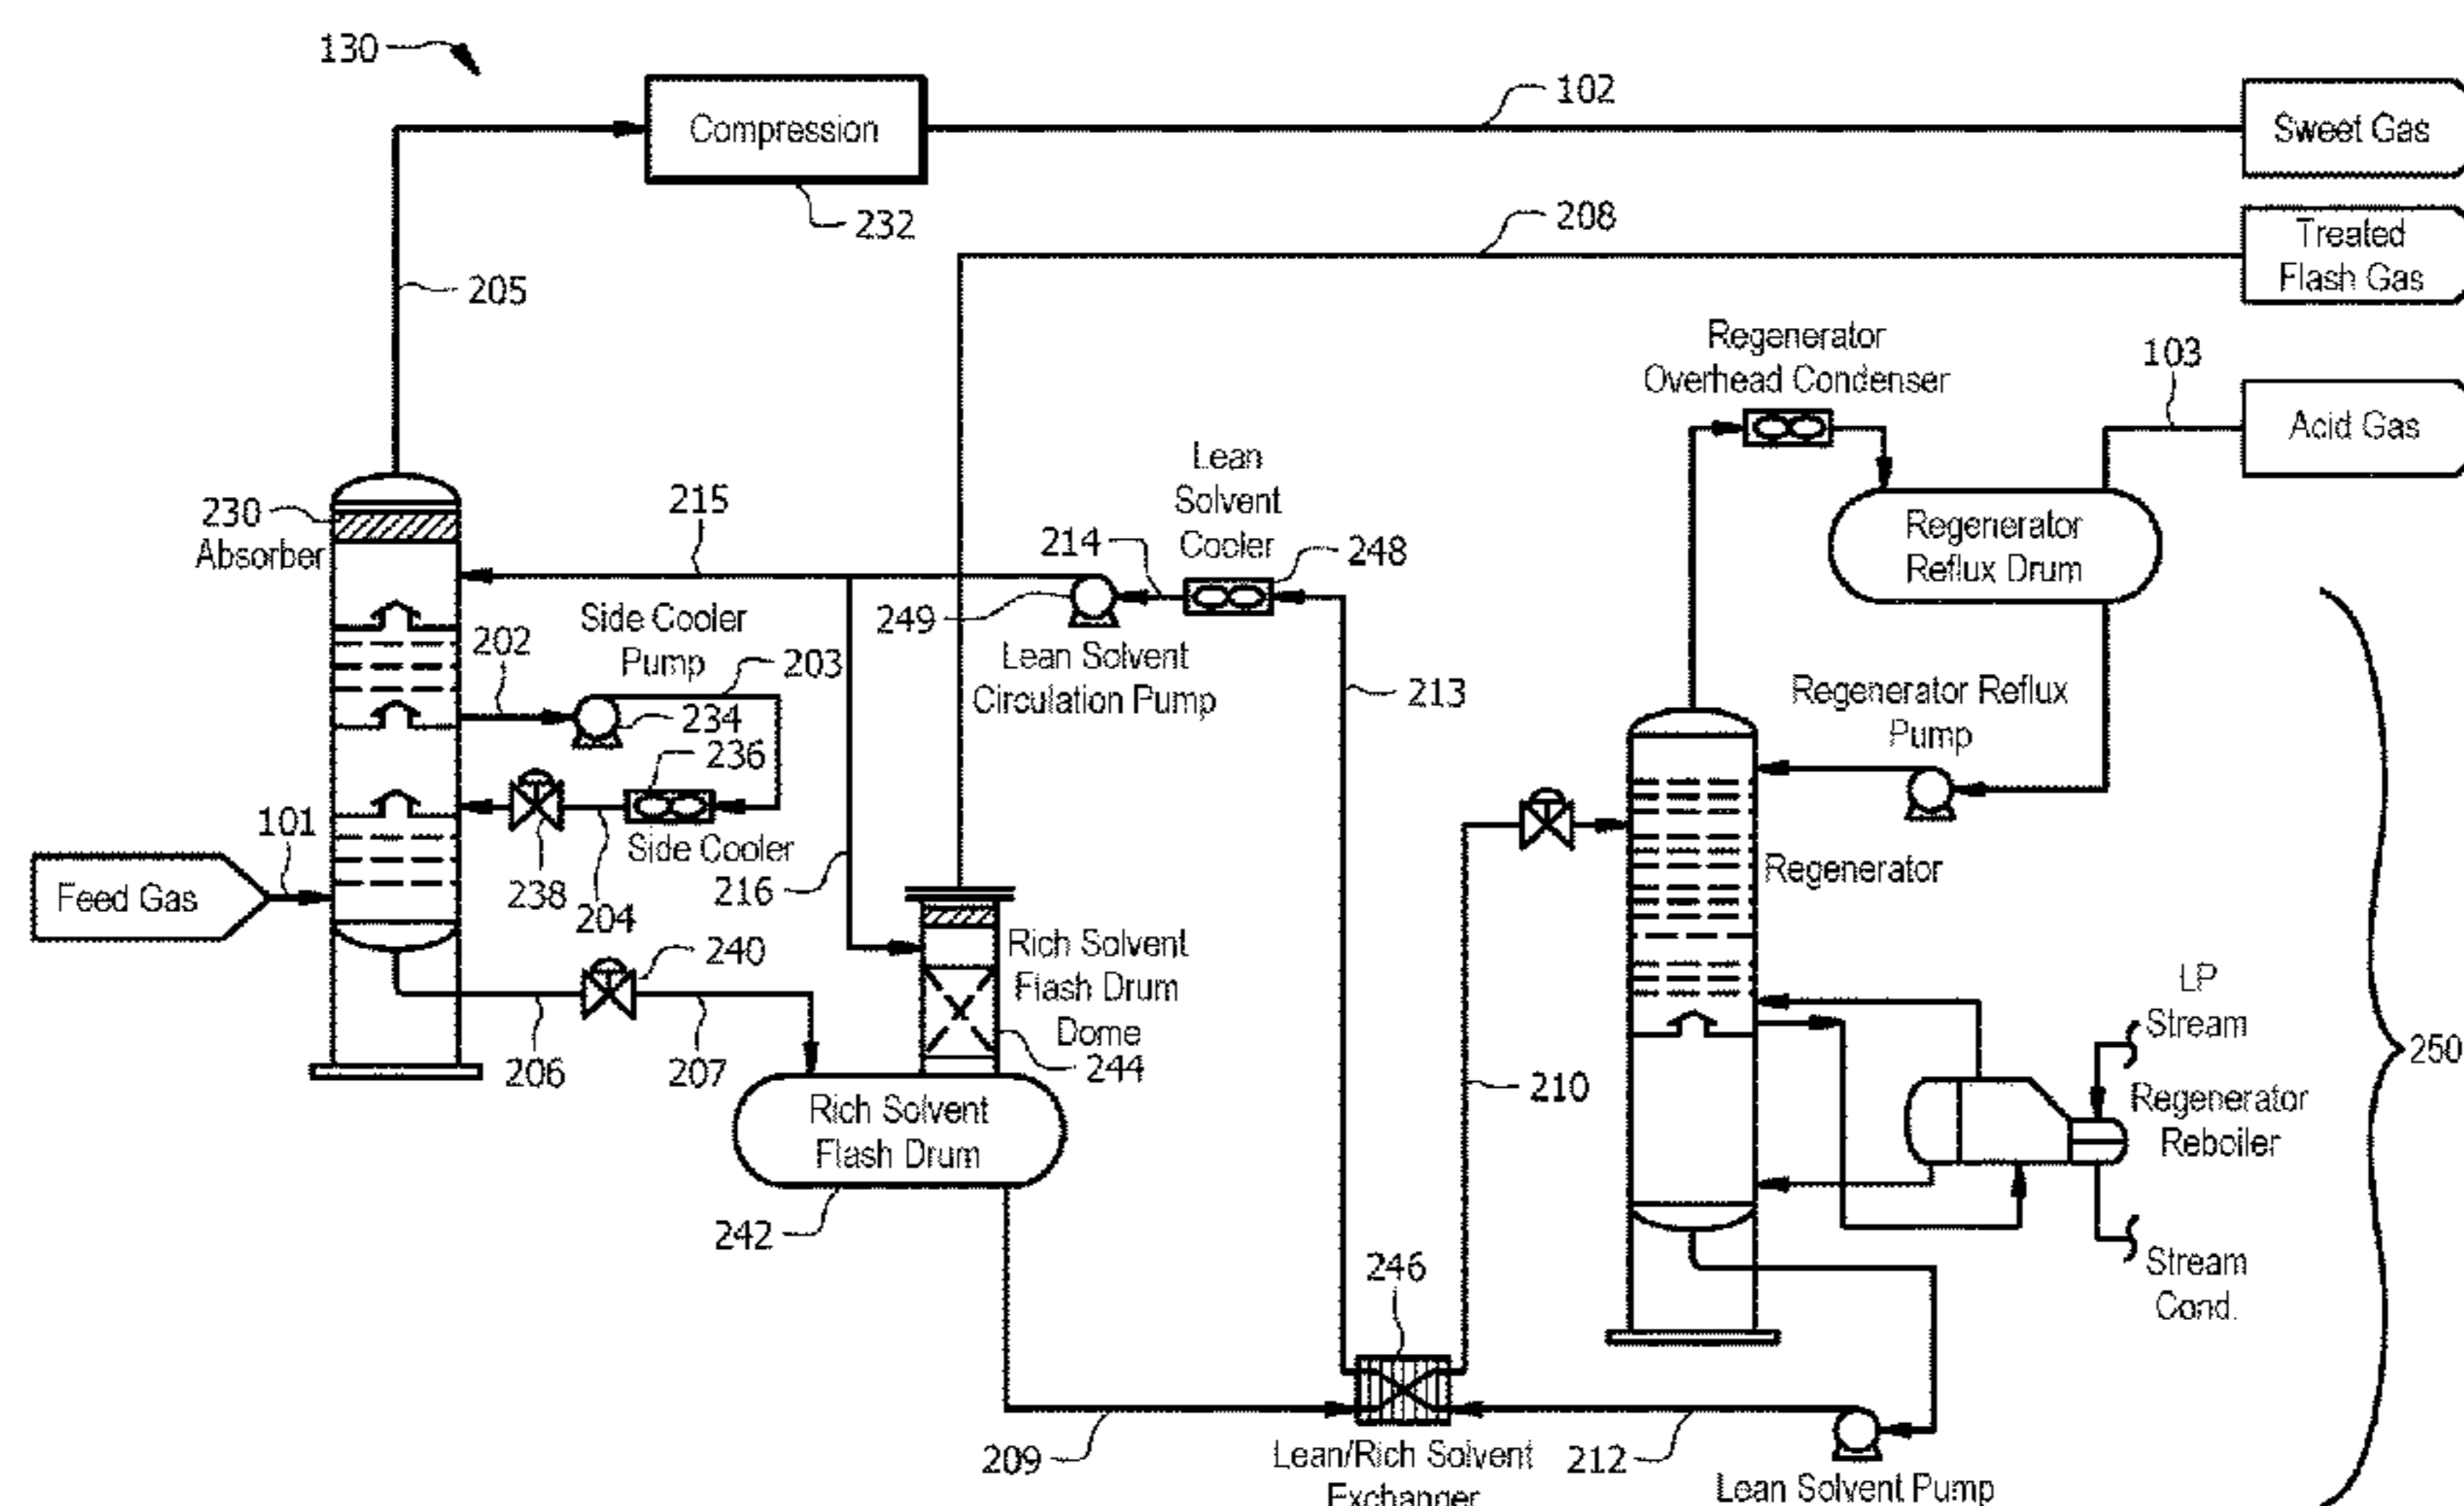 130
Compression
232
102
Sweet Gas
208
Treated
Flash Gas
205
Regenerator
Overhead Condenser
103
Acid Gas
230
Absorber
215
Lean
Solvent
Cooler
214
248
249
Lean Solvent
Circulation Pump
Regenerator
Reflux Drum
Side Cooler
Pump
202
203
234
236
213
Regenerator Reflux
Pump
101
Feed Gas
238
204
Side Cooler
216
Regenerator
240
Rich Solvent
Flash Drum
Dome
244
206
207
Rich Solvent
Flash Drum
242
210
LP
Stream
250
Regenerator
Reboiler
Stream
Cond.
246
209
Lean/Rich Solvent
Exchanger
212
Lean Solvent Pump